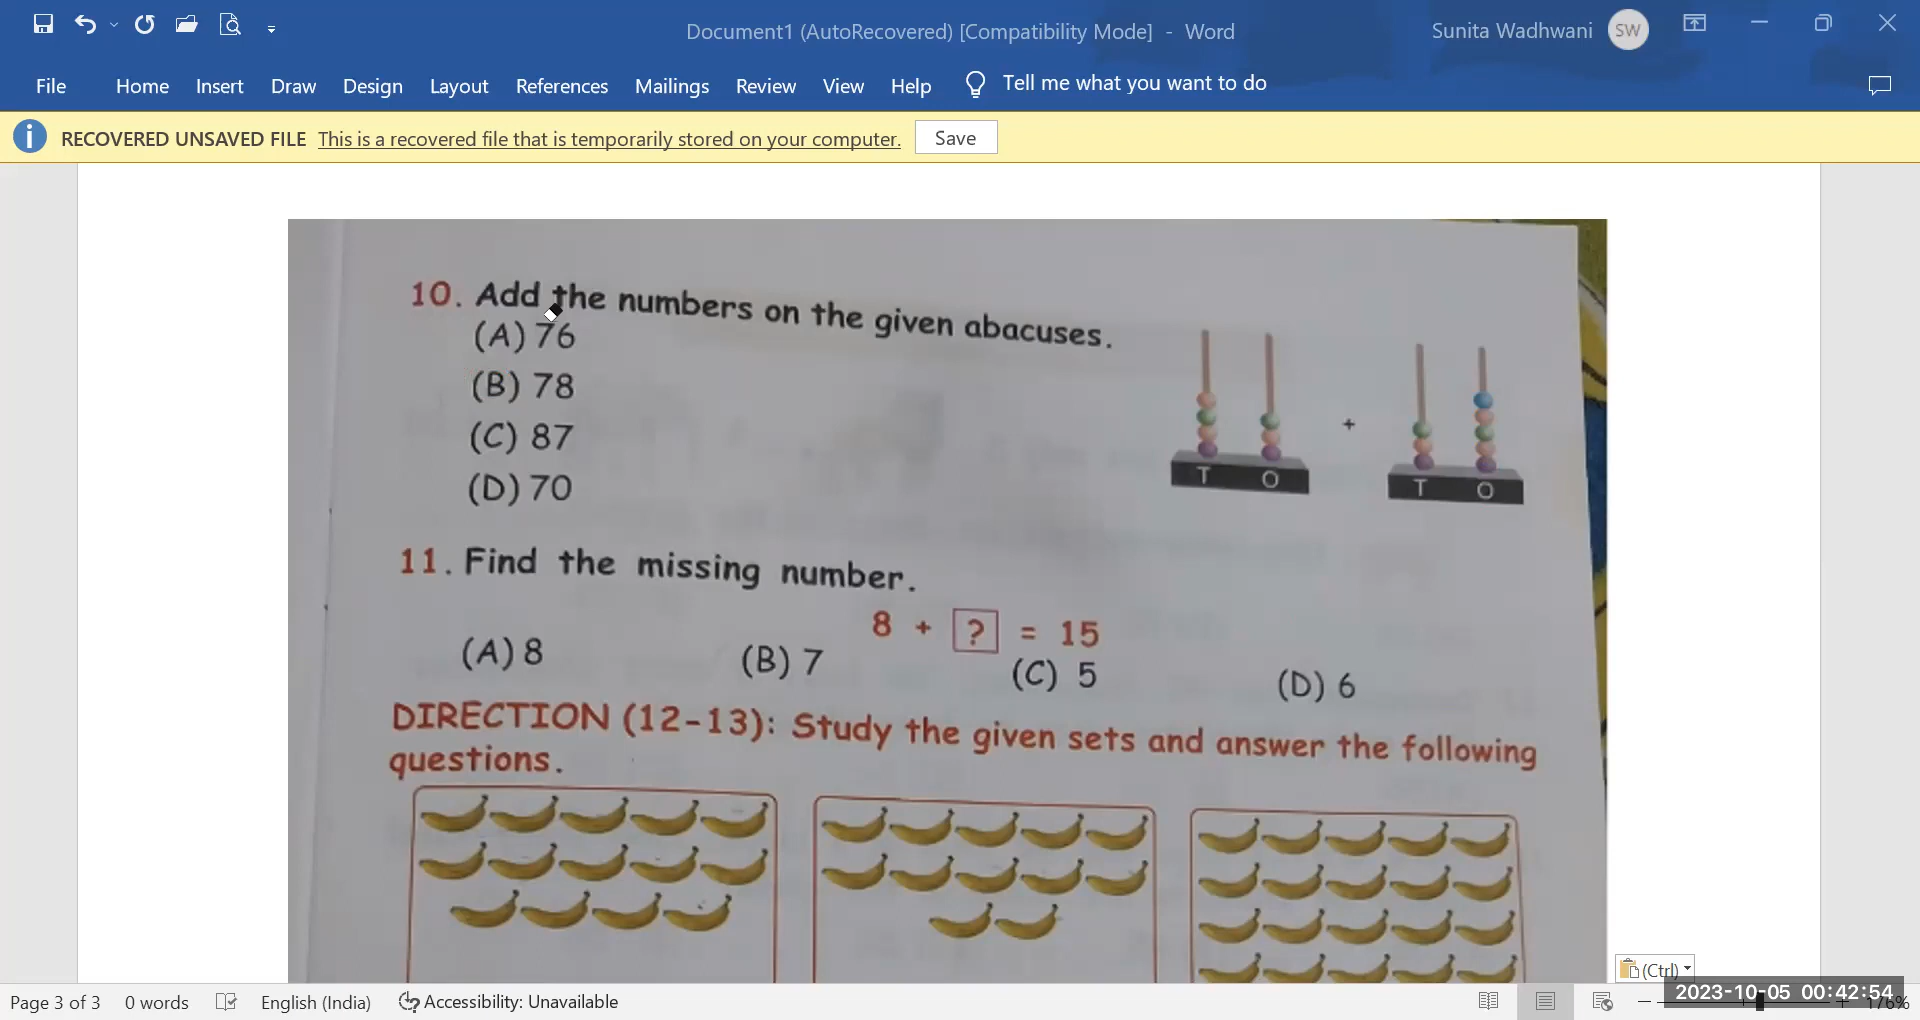 Document1 (AutoRecovered) [Compatibility Mode] - Word
Sunita Wadhwani
SW
File Home Insert Draw Design Layout References Mailings Review View Help Tell me what you want to do
i RECOVERED UNSAVED FILE This is a recovered file that is temporarily stored on your computer. Save
10. Add the numbers on the given abacuses.
(A) 76
(B) 78
(C) 87
(D) 70
+
T O
T O
11. Find the missing number.
8 + ? = 15
(A) 8 (B) 7 (C) 5 (D) 6
DIRECTION (12-13): Study the given sets and answer the following
questions.
(Ctrl)
2023-10-05 00:42:54
Page 3 of 3 0 words English (India) Accessibility: Unavailable 176%